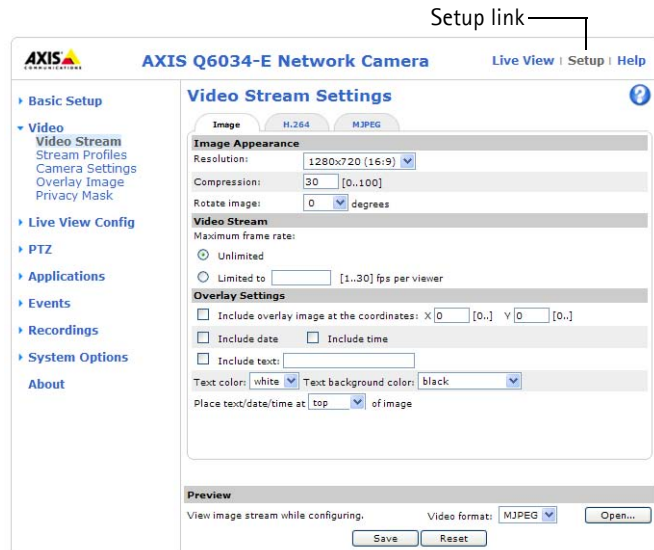 Setup link
AXIS
COMMUNICATIONS
AXIS Q6034-E Network Camera
Live View | Setup | Help
Basic Setup
Video
Video Stream
Stream Profiles
Camera Settings
Overlay Image
Privacy Mask
Live View Config
PTZ
Applications
Events
Recordings
System Options
About
Video Stream Settings
?
Image H.264 MJPEG
Image Appearance
Resolution: 1280x720 (16:9)
Compression: 30 [0..100]
Rotate image: 0 degrees
Video Stream
Maximum frame rate:
Unlimited
Limited to [1..30] fps per viewer
Overlay Settings
Include overlay image at the coordinates: X 0 [0..] Y 0 [0..]
Include date Include time
Include text:
Text color: white Text background color: black
Place text/date/time at top of image
Preview
View image stream while configuring. Video format: MJPEG Open...
Save Reset